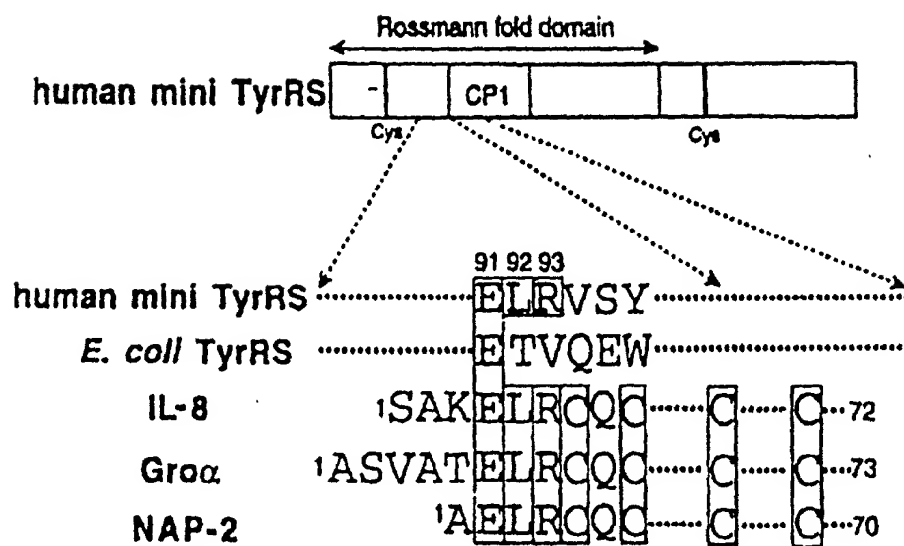 Rossmann fold domain
human mini TyrRS - CP1
Cys Cys
91 92 93
human mini TyrRS ELRVSY
E. coli TyrRS ETVQEW
IL-8 1SAKELRCQC C C 72
Groα 1ASVATELRCQC C C 73
NAP-2 1AELRCQC C C 70